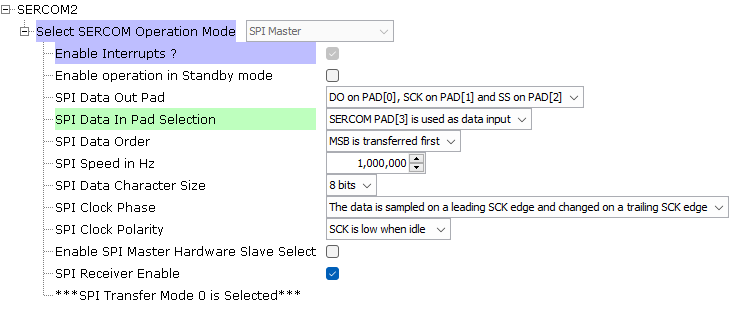 SERCOM2
Select SERCOM Operation Mode SPI Master
Enable Interrupts ?
Enable operation in Standby mode
SPI Data Out Pad DO on PAD[0], SCK on PAD[1] and SS on PAD[2]
SPI Data In Pad Selection SERCOM PAD[3] is used as data input
SPI Data Order MSB is transferred first
SPI Speed in Hz 1,000,000
SPI Data Character Size 8 bits
SPI Clock Phase The data is sampled on a leading SCK edge and changed on a trailing SCK edge
SPI Clock Polarity SCK is low when idle
Enable SPI Master Hardware Slave Select
SPI Receiver Enable
***SPI Transfer Mode 0 is Selected***